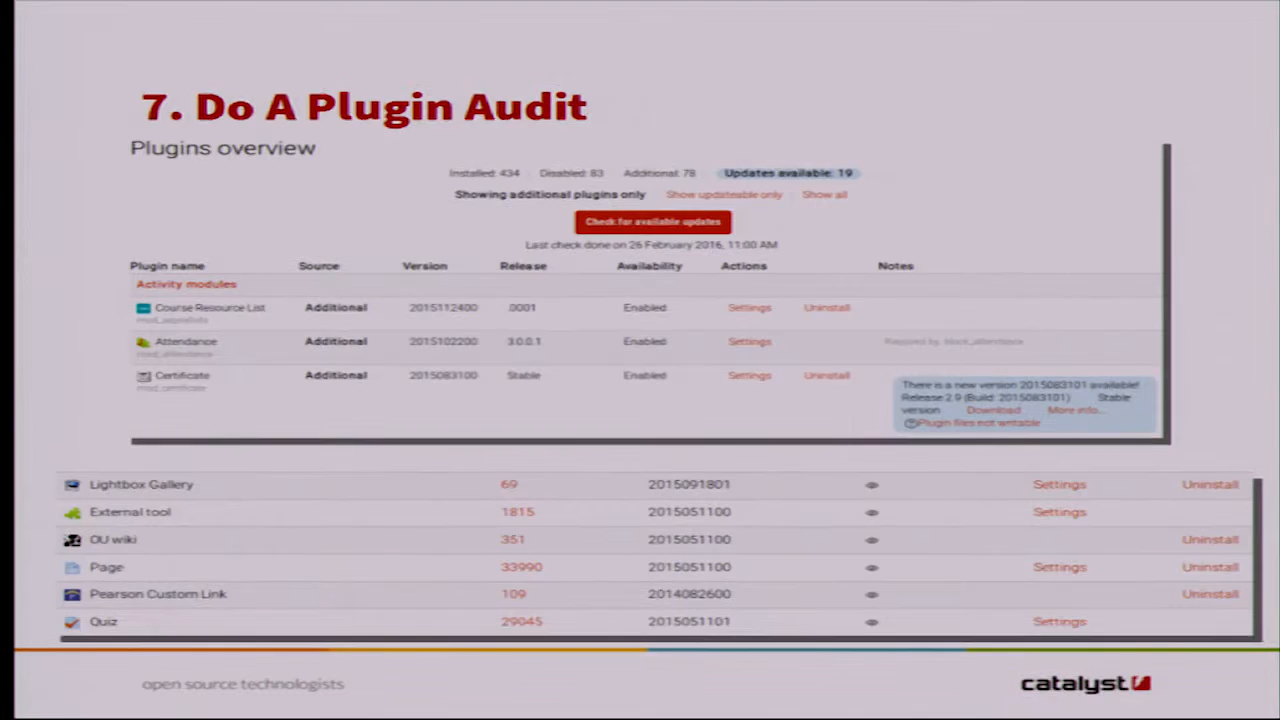 7. Do A Plugin Audit
Plugins overview
Installed: 434 Disabled: 83 Additional: 78 Updates available: 19
Showing additional plugins only Show updateable only Show all
Check for available updates
Last check done on 26 February 2016, 11:00 AM
Plugin name Source Version Release Availability Actions Notes
Activity modules
Course Resource List Additional 2015112400 .0001 Enabled Settings Uninstall
Attendance Additional 2015102200 3.0.0.1 Enabled Settings Required by: block_attendance
mod_attendance
Certificate Additional 2015083100 Stable Enabled Settings Uninstall
mod_certificate
There is a new version 2015083101 available!
Release 2.9 (Build: 2015083101) Stable
version Download More info...
Plugin files not writable
Lightbox Gallery 69 2015091801 Settings Uninstall
External tool 1815 2015051100 Settings
OU wiki 351 2015051100 Uninstall
Page 33990 2015051100 Settings Uninstall
Pearson Custom Link 109 2014082600 Uninstall
Quiz 29045 2015051101 Settings
open source technologists
catalyst